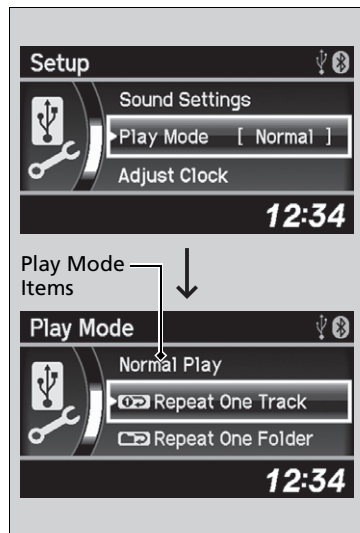 Setup
Sound Settings
Play Mode [ Normal ]
Adjust Clock
12:34
Play Mode
Items
Play Mode
Normal Play
Repeat One Track
Repeat One Folder
12:34